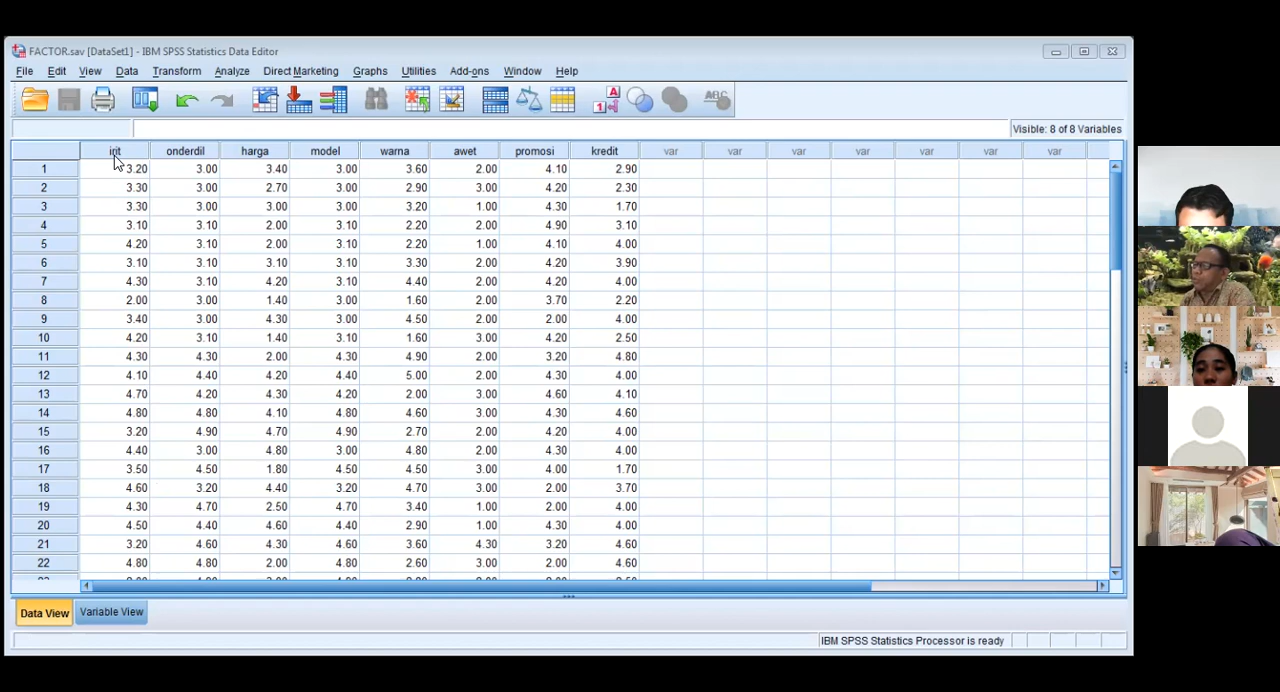 FACTOR.sav [DataSet1] - IBM SPSS Statistics Data Editor
File Edit View Data Transform Analyze Direct Marketing Graphs Utilities Add-ons Window Help
Visible: 8 of 8 Variables
irit onderdil harga model warna awet promosi kredit var var var var var var var
1 3.20 3.00 3.40 3.00 3.60 2.00 4.10 2.90
2 3.30 3.00 2.70 3.00 2.90 3.00 4.20 2.30
3 3.30 3.00 3.00 3.00 3.20 1.00 4.30 1.70
4 3.10 3.10 2.00 3.10 2.20 2.00 4.90 3.10
5 4.20 3.10 2.00 3.10 2.20 1.00 4.10 4.00
6 3.10 3.10 3.10 3.10 3.30 2.00 4.20 3.90
7 4.30 3.10 4.20 3.10 4.40 2.00 4.20 4.00
8 2.00 3.00 1.40 3.00 1.60 2.00 3.70 2.20
9 3.40 3.00 4.30 3.00 4.50 2.00 2.00 4.00
10 4.20 3.10 1.40 3.10 1.60 3.00 4.20 2.50
11 4.30 4.30 2.00 4.30 4.90 2.00 3.20 4.80
12 4.10 4.40 4.20 4.40 5.00 2.00 4.30 4.00
13 4.70 4.20 4.30 4.20 2.00 3.00 4.60 4.10
14 4.80 4.80 4.10 4.80 4.60 3.00 4.30 4.60
15 3.20 4.90 4.70 4.90 2.70 2.00 4.20 4.00
16 4.40 3.00 4.80 3.00 4.80 2.00 4.30 4.00
17 3.50 4.50 1.80 4.50 4.50 3.00 4.00 1.70
18 4.60 3.20 4.40 3.20 4.70 3.00 2.00 3.70
19 4.30 4.70 2.50 4.70 3.40 1.00 2.00 4.00
20 4.50 4.40 4.60 4.40 2.90 1.00 4.30 4.00
21 3.20 4.60 4.30 4.60 3.60 4.30 3.20 4.60
22 4.80 4.80 2.00 4.80 2.60 3.00 2.00 4.60
Data View Variable View
IBM SPSS Statistics Processor is ready